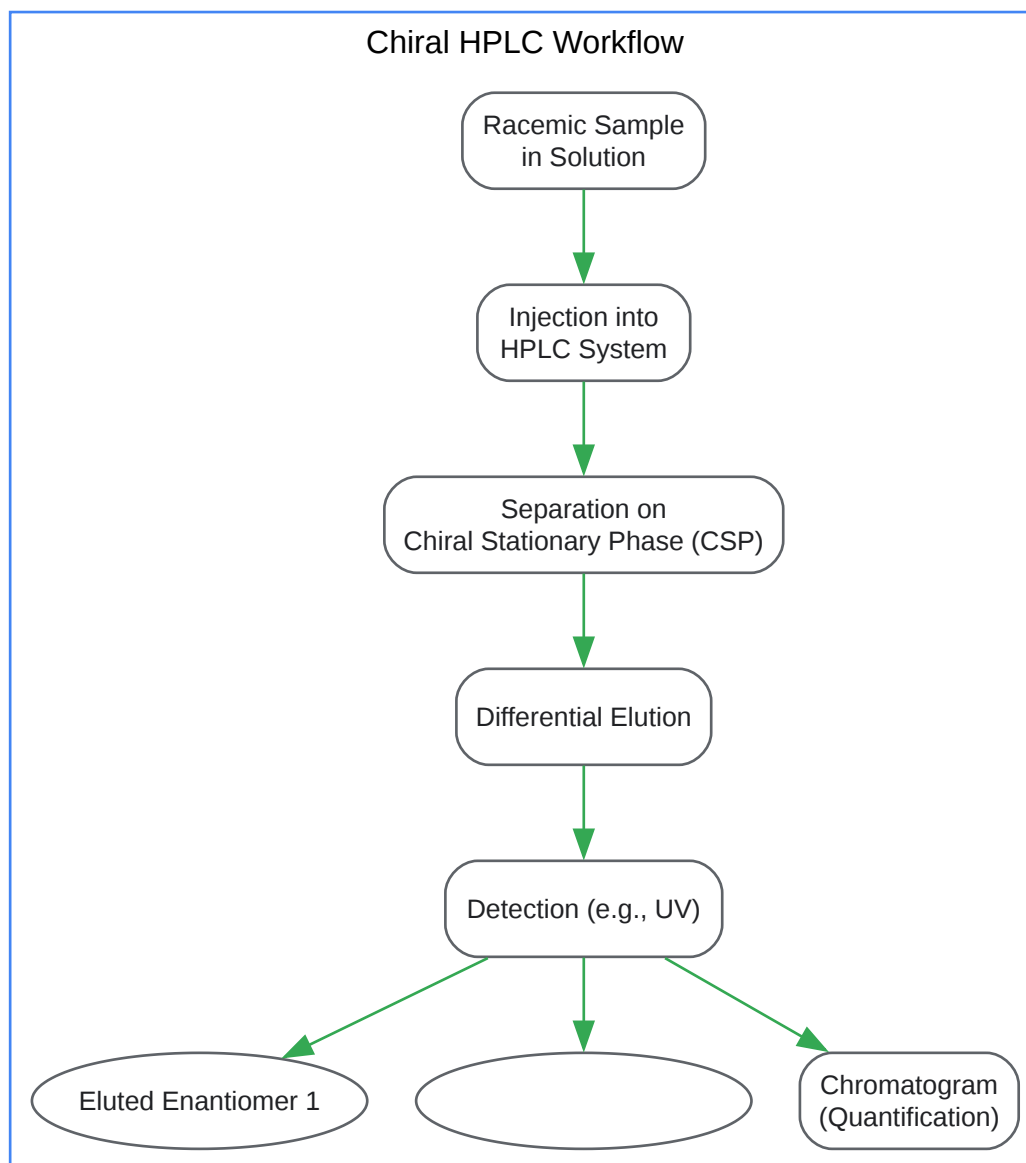 Chiral HPLC Workflow
Racemic Sample
in Solution
Injection into
HPLC System
Separation on
Chiral Stationary Phase (CSP)
Differential Elution
Detection (e.g., UV)
Eluted Enantiomer 1
Chromatogram
(Quantification)